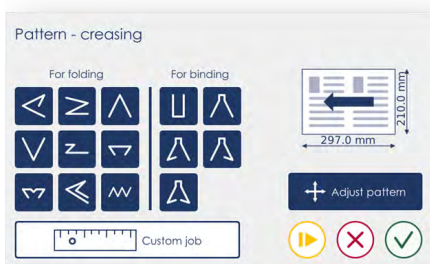 Pattern - creasing
For folding
For binding
210.0 mm
297.0 mm
Adjust pattern
Custom job